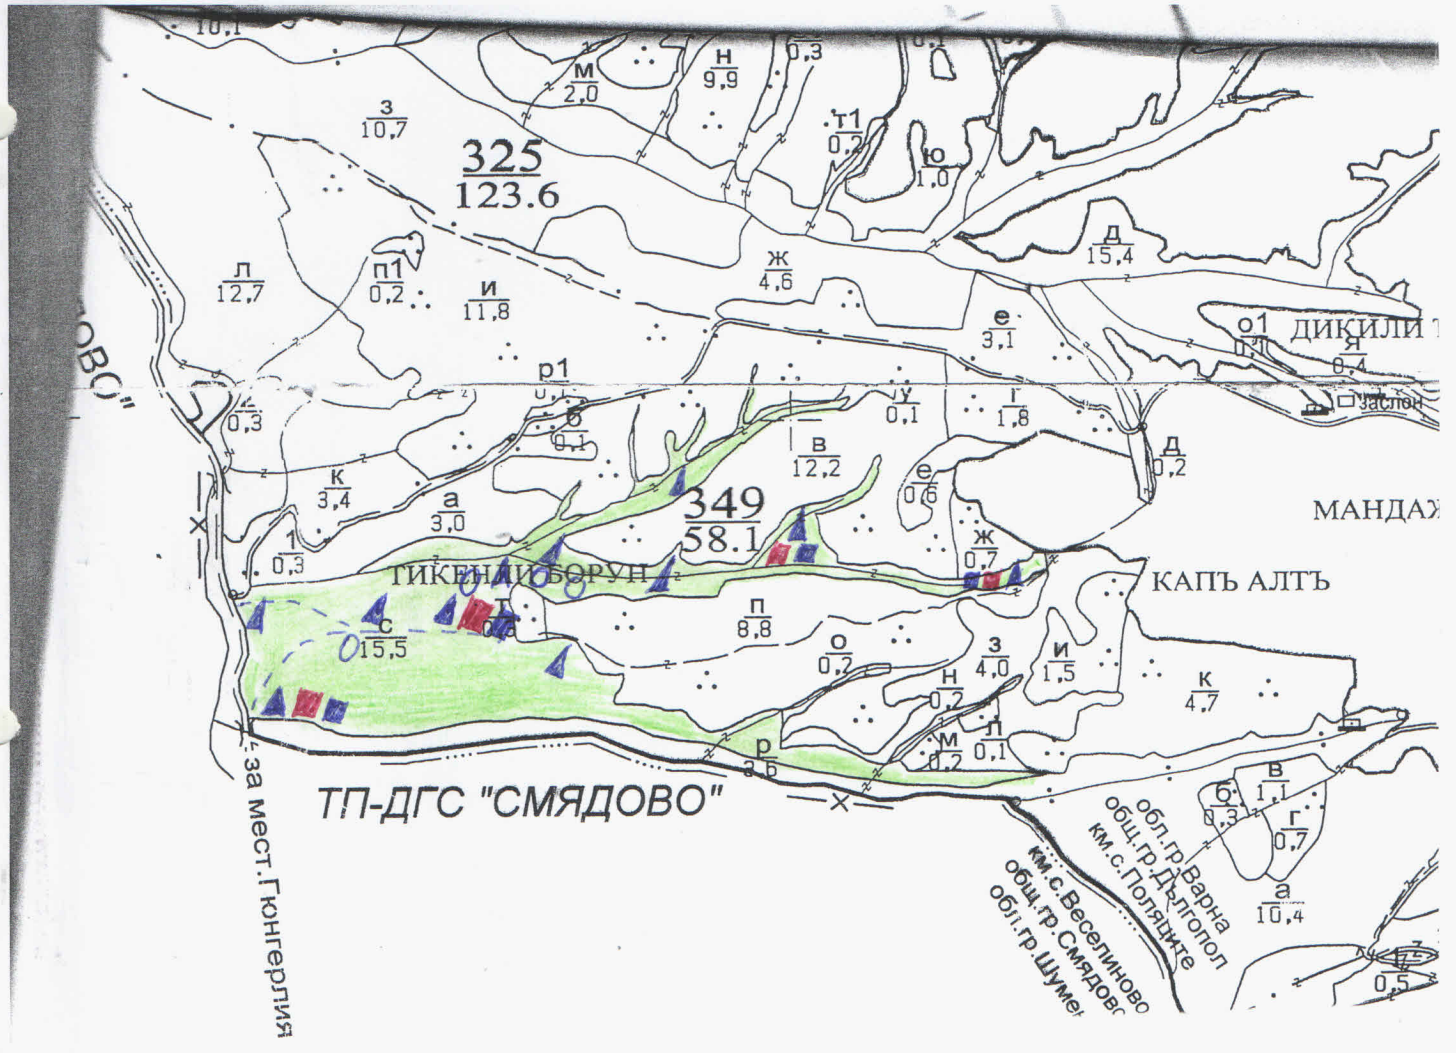 10,1
м
2,0
н
9,9
0,3
0,1
з
10,7
т1
0,2
325
123.6
ю
1,0
д
15,4
л
12,7
п1
0,2
и
11,8
ж
4,6
е
3,1
о1
0,1
ДИКИЛИ
я
0,4
заслон
ОВО"
0,3
р1
б
0,1
у
0,1
г
1,8
в
12,2
д
0,2
к
3,4
а
3,0
е
0,6
349
58.1
МАНДАЖ
1
0,3
ж
0,7
ТИКЕНЛИ БОРУН
КАПЪ АЛТЪ
т
с
15,5
п
8,8
о
0,2
з
4,0
и
1,5
н
0,2
к
4,7
р
3,6
м
0,2
л
0,1
за мест.Гюнгерлия
ТП-ДГС "СМЯДОВО"
в
1,1
б
0,3
г
0,7
а
10,4
обл.гр.Варна
общ.гр.Дългопол
км.с.Поляците
км.с.Веселиново
общ.гр.Смядово
обл.гр.Шумен
0,5